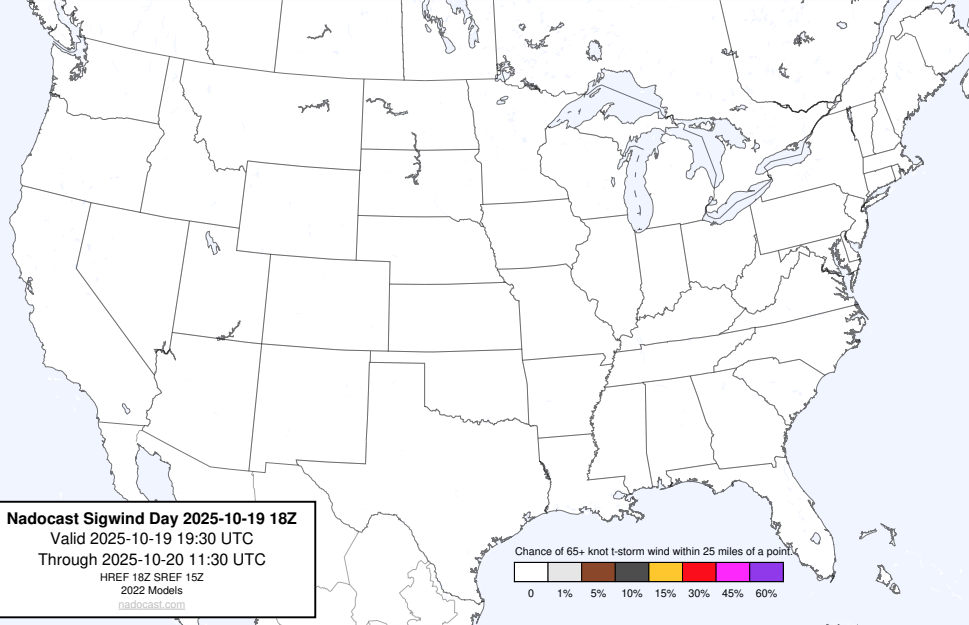 Nadocast Sigwind Day 2025-10-19 18Z
Valid 2025-10-19 19:30 UTC
Through 2025-10-20 11:30 UTC
HREF 18Z SREF 15Z
2022 Models
nadocast.com
Chance of 65+ knot t-storm wind within 25 miles of a point.
0 1% 5% 10% 15% 30% 45% 60%